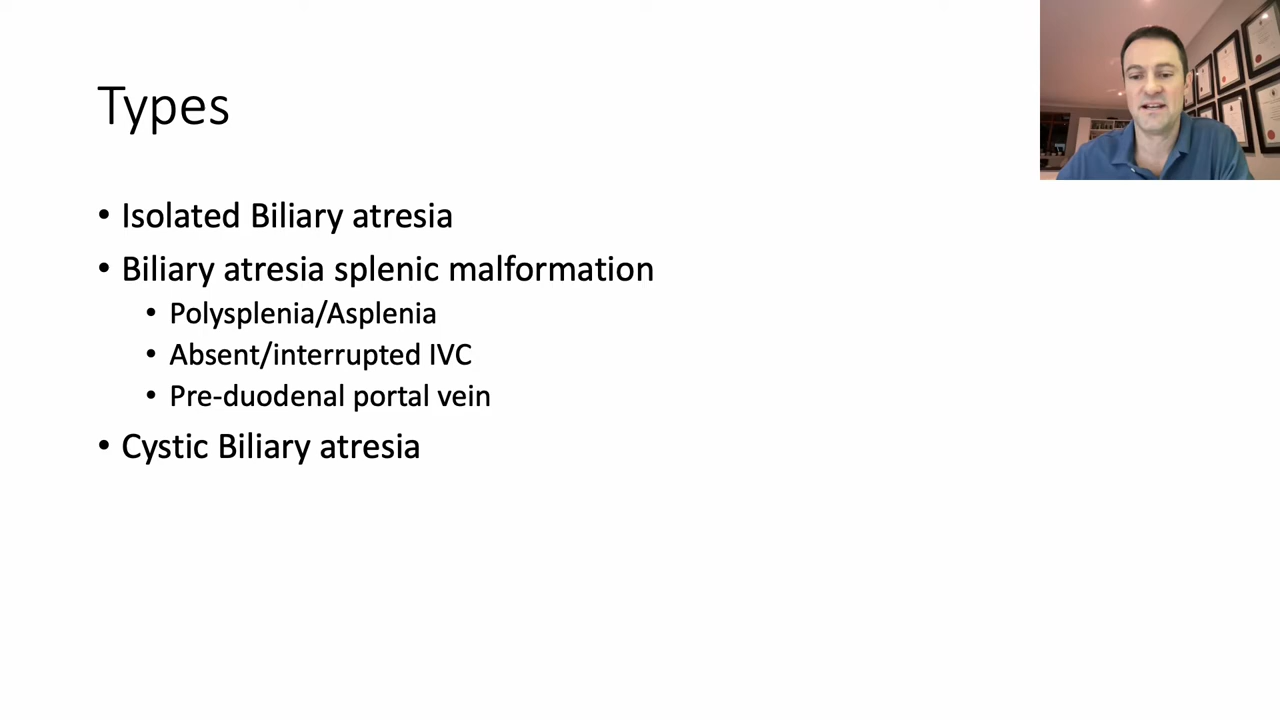 Types
• Isolated Biliary atresia
• Biliary atresia splenic malformation
• Polysplenia/Asplenia
• Absent/interrupted IVC
• Pre-duodenal portal vein
• Cystic Biliary atresia